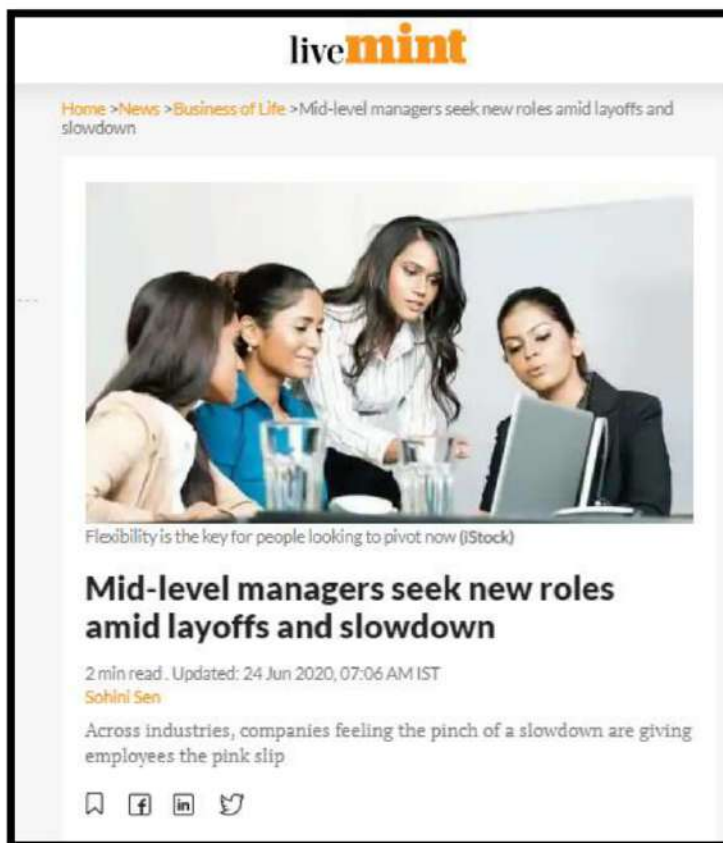 livemint
Home >News >Business of Life >Mid-level managers seek new roles amid layoffs and
slowdown
Flexibility is the key for people looking to pivot now (iStock)
Mid-level managers seek new roles
amid layoffs and slowdown
2 min read . Updated: 24 Jun 2020, 07:06 AM IST
Sohini Sen
Across industries, companies feeling the pinch of a slowdown are giving
employees the pink slip